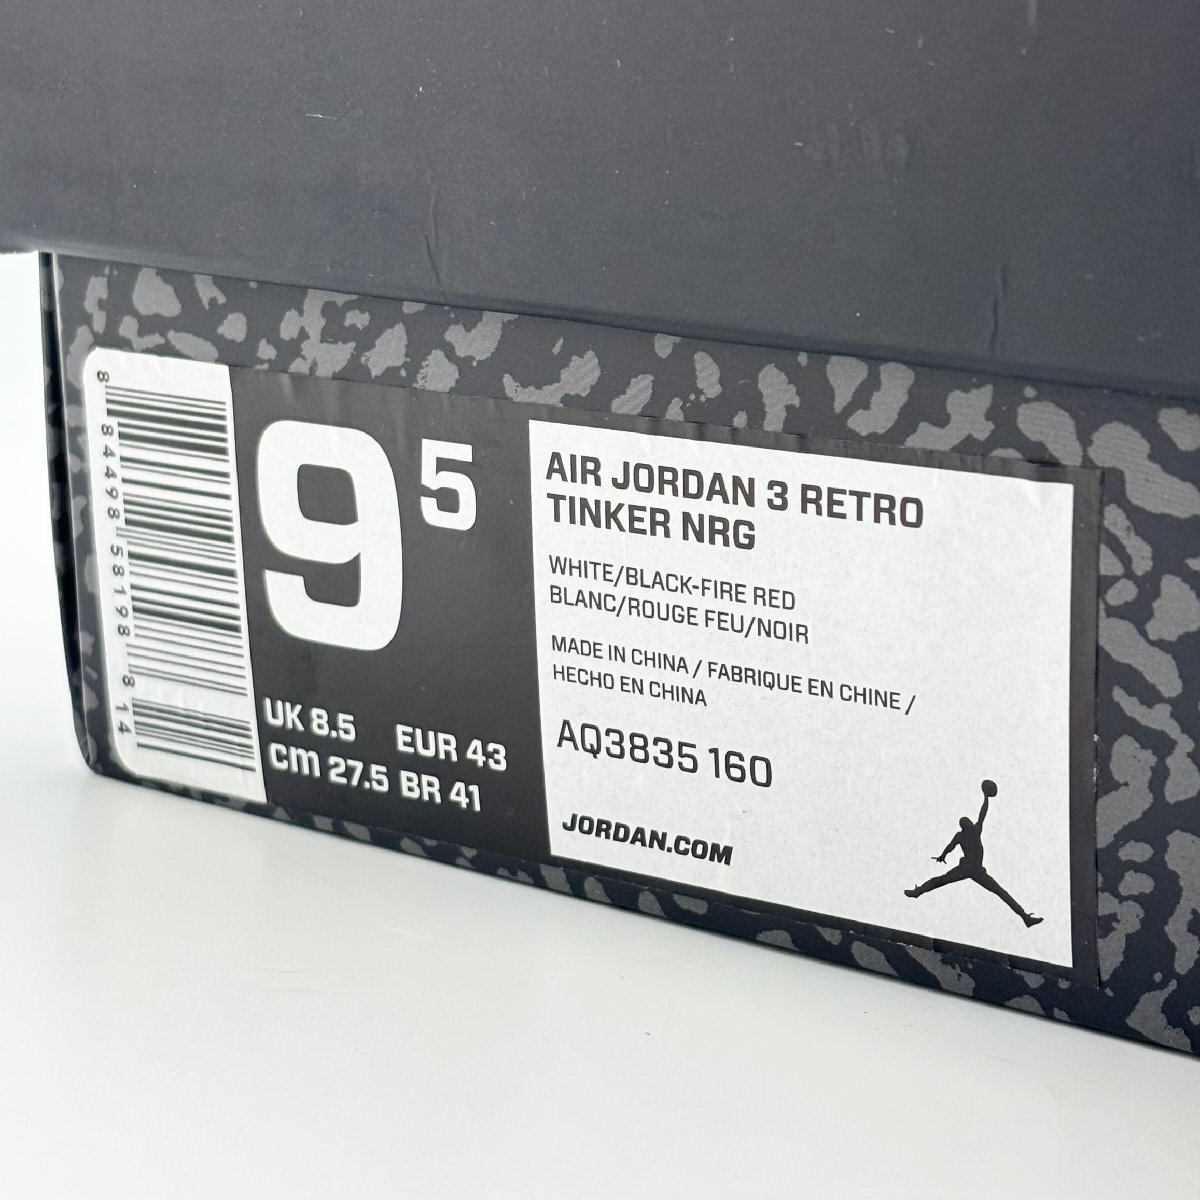 8 84498 58198 8 14
9 5
UK 8.5 EUR 43
cm 27.5 BR 41
AIR JORDAN 3 RETRO
TINKER NRG
WHITE/BLACK-FIRE RED
BLANC/ROUGE FEU/NOIR
MADE IN CHINA / FABRIQUE EN CHINE /
HECHO EN CHINA
AQ3835 160
JORDAN.COM